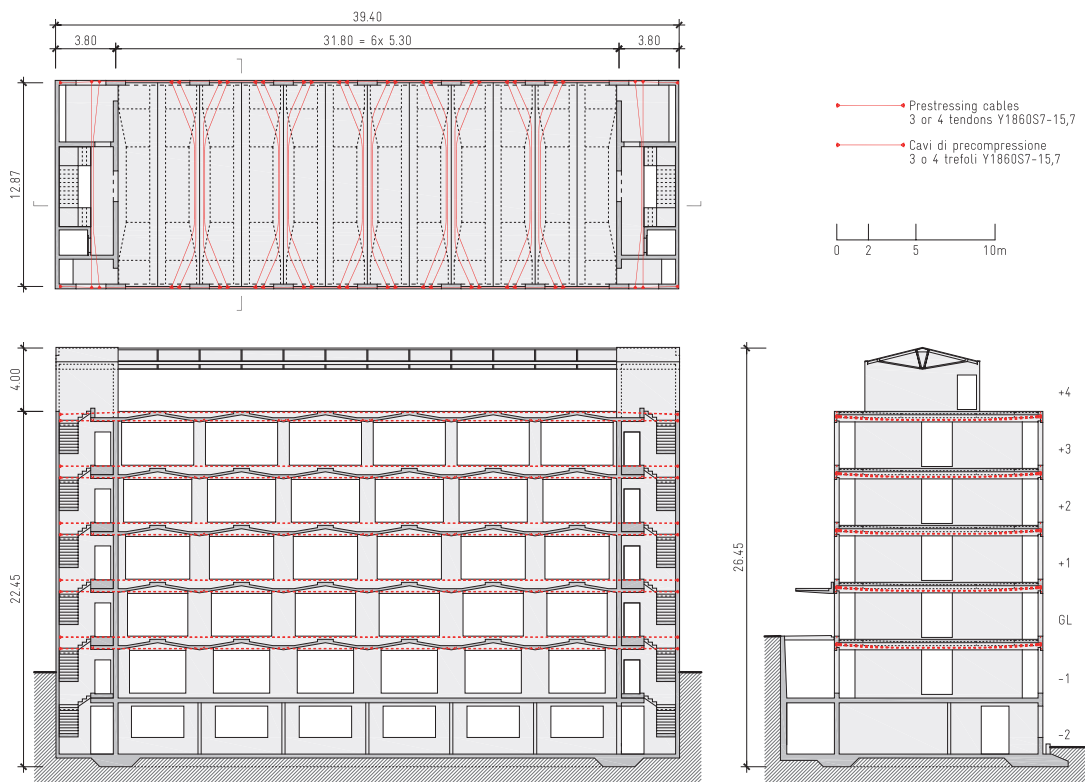 39.40
3.80
31.80 = 6x 5.30
3.80
12.87
Prestressing cables
3 or 4 tendons Y1860S7-15,7
Cavi di precompressione
3 o 4 trefoli Y1860S7-15,7
0 2 5 10m
4.00
22.45
26.45
+4
+3
+2
+1
GL
-1
-2